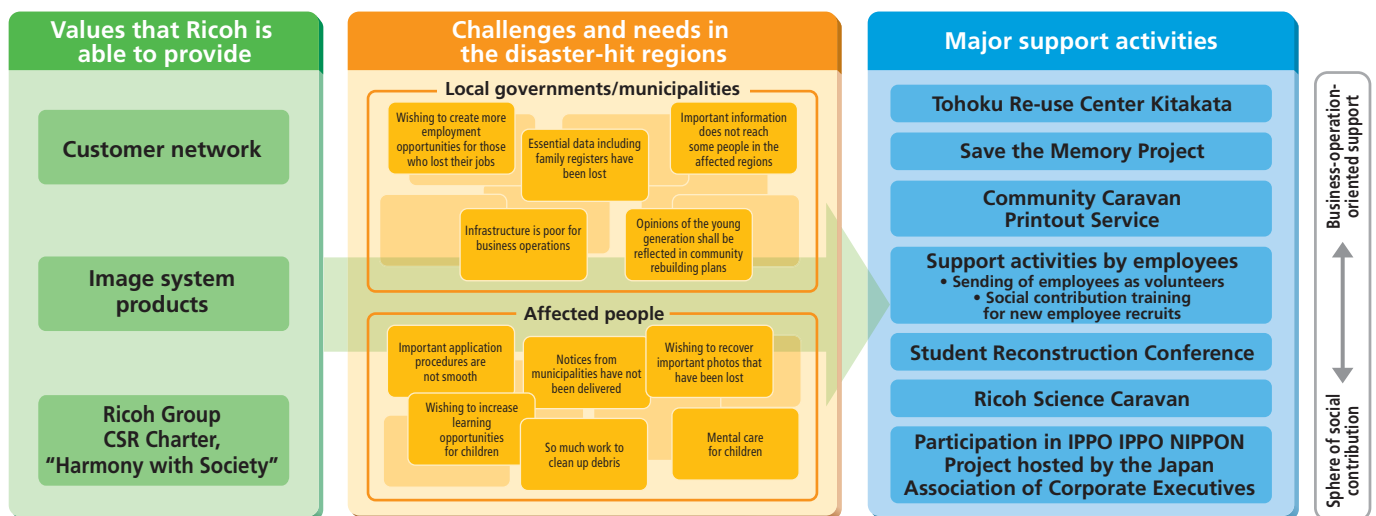 Values that Ricoh is
able to provide
Customer network
Image system
products
Ricoh Group
CSR Charter,
“Harmony with Society”
Challenges and needs in
the disaster-hit regions
Local governments/municipalities
Wishing to create more
employment
opportunities for those
who lost their jobs
Essential data including
family registers have
been lost
Important information
does not reach
some people in the
affected regions
Infrastructure is poor for
business operations
Opinions of the young
generation shall be
reflected in community
rebuilding plans
Affected people
Important application
procedures are
not smooth
Notices from
municipalities have not
been delivered
Wishing to recover
important photos that
have been lost
Wishing to increase
learning
opportunities
for children
So much work to
clean up debris
Mental care
for children
Major support activities
Tohoku Re-use Center Kitakata
Save the Memory Project
Community Caravan
Printout Service
Support activities by employees
• Sending of employees as volunteers
• Social contribution training
for new employee recruits
Student Reconstruction Conference
Ricoh Science Caravan
Participation in IPPO IPPO NIPPON
Project hosted by the Japan
Association of Corporate Executives
Business-operation-
oriented support
Sphere of social
contribution